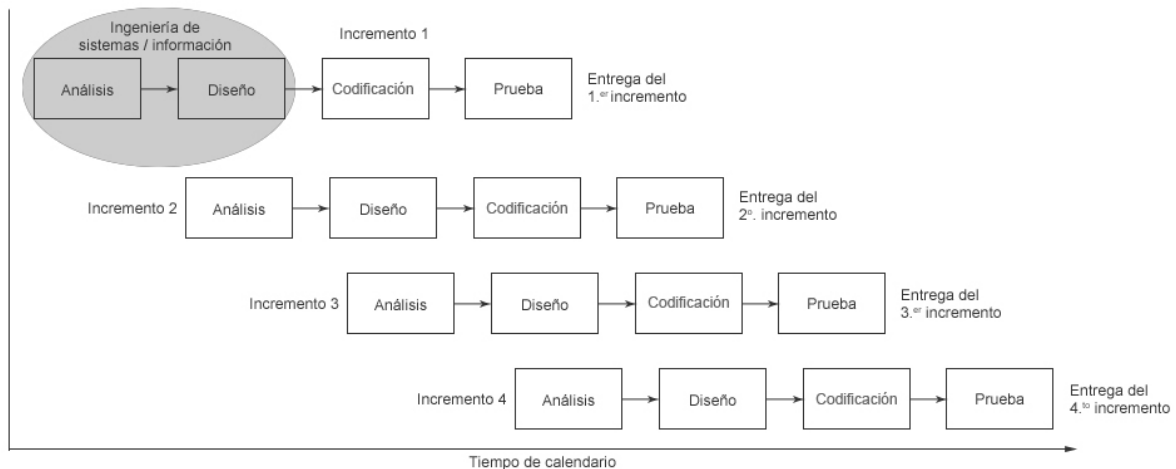 Ingeniería de
sistemas / información
Incremento 1
Análisis
Diseño
Codificación
Prueba
Entrega del
1.er incremento
Incremento 2
Análisis
Diseño
Codificación
Prueba
Entrega del
2º. incremento
Incremento 3
Análisis
Diseño
Codificación
Prueba
Entrega del
3.er incremento
Incremento 4
Análisis
Diseño
Codificación
Prueba
Entrega del
4.to incremento
Tiempo de calendario